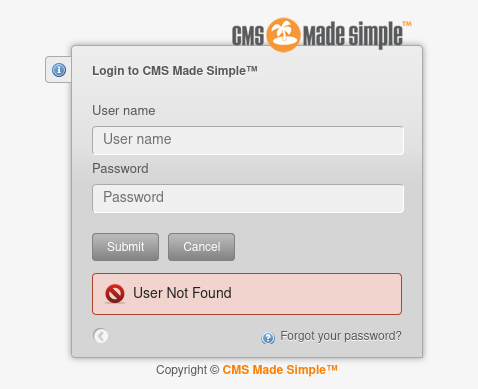 CMS Made Simple™
Login to CMS Made Simple™
User name
User name
Password
Password
Submit Cancel
User Not Found
Forgot your password?
Copyright © CMS Made Simple™